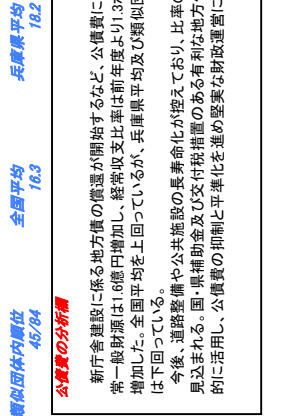 類似団体内順位
45/84
全国平均
16.3
兵庫県平均
18.2
公債費の分析欄
新庁舎建設に係る地方債の償還が開始するなど、公債費に
常一般財源は1.6億円増加し、経常収支比率は前年度より1.3
増加した。全国平均を上回っているが、兵庫県平均及び類似団
は下回っている。
今後、道路整備や公共施設の長寿命化が控えており、比率の
見込まれる。国・県補助金及び交付税措置のある有利な地方
的に活用し、公債費の抑制と平準化を進め堅実な財政運営に